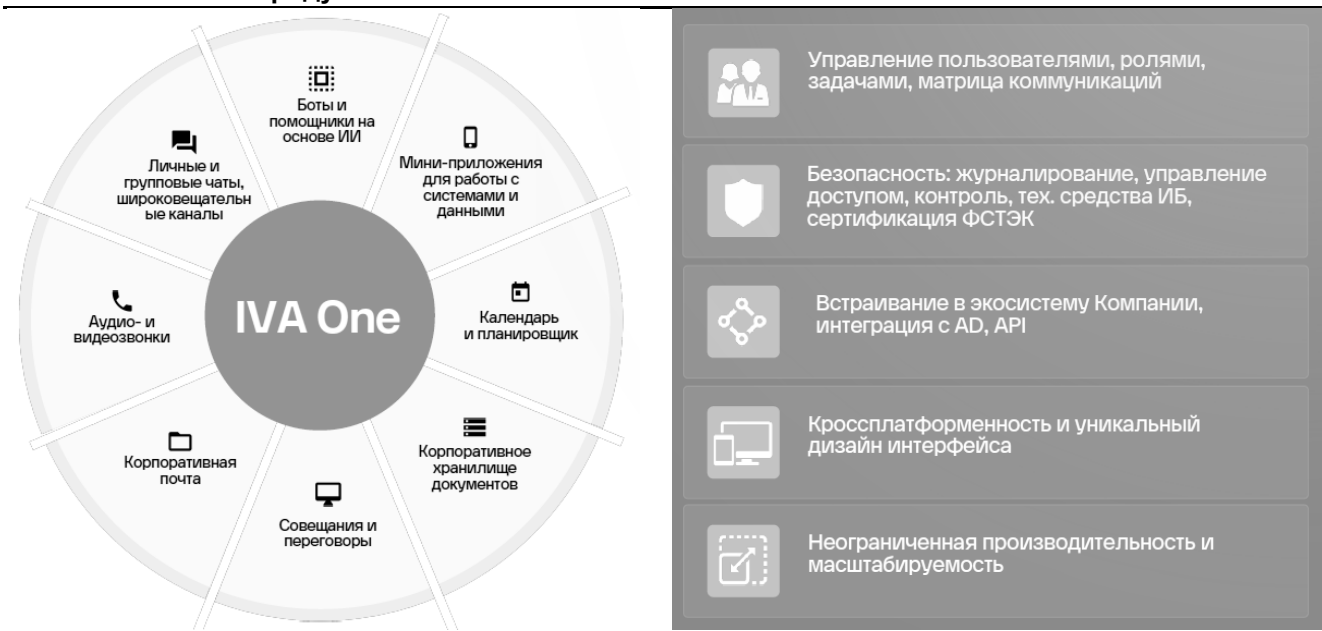 Боты и
помощники на
основе ИИ
Мини-приложения
для работы с
системами и
данными
Календарь
и планировщик
Корпоративное
хранилище
документов
Совещания и
переговоры
Корпоративная
почта
Аудио- и
видеозвонки
Личные и
групповые чаты,
широковещательн
ые каналы
IVA One
Управление пользователями, ролями,
задачами, матрица коммуникаций
Безопасность: журналирование, управление
доступом, контроль, тех. средства ИБ,
сертификация ФСТЭК
Встраивание в экосистему Компании,
интеграция с AD, API
Кроссплатформенность и уникальный
дизайн интерфейса
Неограниченная производительность и
масштабируемость